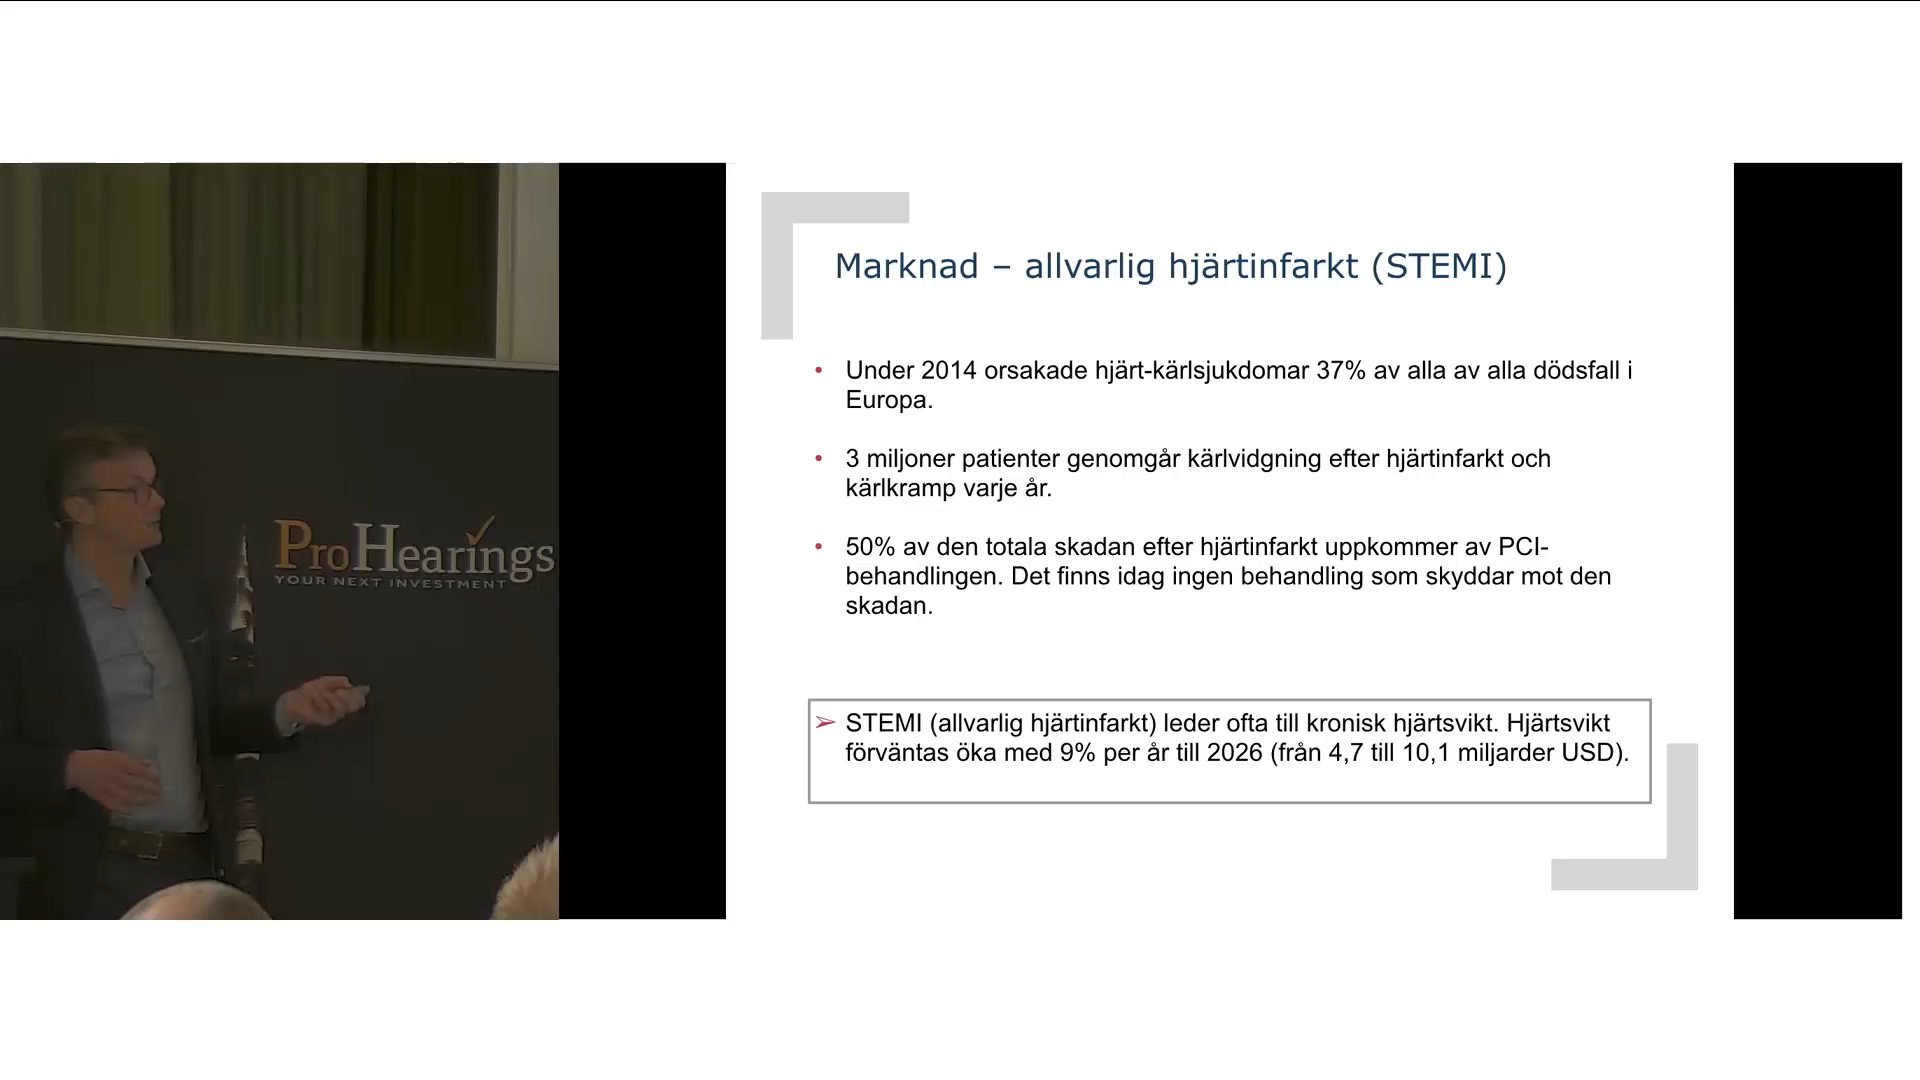 ProHearings
YOUR NEXT INVESTMENT
Marknad – allvarlig hjärtinfarkt (STEMI)
• Under 2014 orsakade hjärt-kärlsjukdomar 37% av alla av alla dödsfall i
Europa.
• 3 miljoner patienter genomgår kärlvidgning efter hjärtinfarkt och
kärlkramp varje år.
• 50% av den totala skadan efter hjärtinfarkt uppkommer av PCI-
behandlingen. Det finns idag ingen behandling som skyddar mot den
skadan.
➢ STEMI (allvarlig hjärtinfarkt) leder ofta till kronisk hjärtsvikt. Hjärtsvikt
förväntas öka med 9% per år till 2026 (från 4,7 till 10,1 miljarder USD).